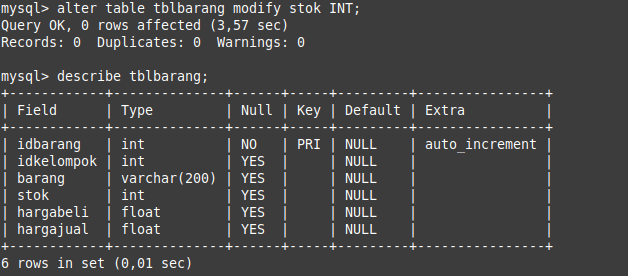 mysql> alter table tblbarang modify stok INT;
Query OK, 0 rows affected (3,57 sec)
Records: 0  Duplicates: 0  Warnings: 0

mysql> describe tblbarang;
+------------+--------------+------+-----+---------+----------------+
| Field      | Type         | Null | Key | Default | Extra          |
+------------+--------------+------+-----+---------+----------------+
| idbarang   | int          | NO   | PRI | NULL    | auto_increment |
| idkelompok | int          | YES  |     | NULL    |                |
| barang     | varchar(200) | YES  |     | NULL    |                |
| stok       | int          | YES  |     | NULL    |                |
| hargabeli  | float        | YES  |     | NULL    |                |
| hargajual  | float        | YES  |     | NULL    |                |
+------------+--------------+------+-----+---------+----------------+
6 rows in set (0,01 sec)